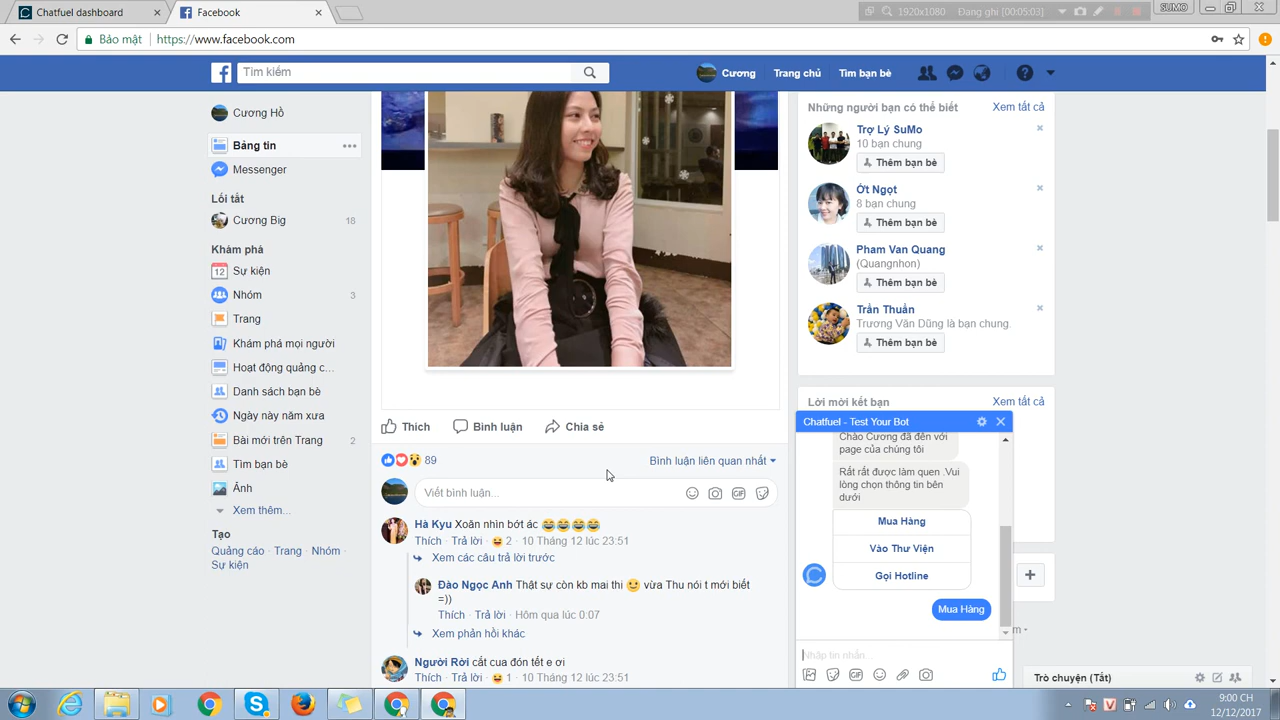 Chatfuel dashboard
Facebook
1920x1080
Đang ghi [00:05:03]
SUMO
Bảo mật
https://www.facebook.com
Tìm kiếm
Cương
Trang chủ
Tìm bạn bè
Cương Hồ
Bảng tin
Messenger
Lối tắt
Cương Big 18
Khám phá
12 Sự kiện
Nhóm 3
Trang
Khám phá mọi người
Hoạt động quảng c...
Danh sách bạn bè
Ngày này năm xưa
Bài mới trên Trang 2
Tìm bạn bè
Ảnh
Xem thêm...
Tạo
Quảng cáo · Trang · Nhóm ·
Sự kiện
Thích Bình luận Chia sẻ
89 Bình luận liên quan nhất
Viết bình luận...
GIF
Hà Kyu Xoăn nhìn bớt ác 😂😂😂😂
Thích · Trả lời · 2 · 10 Tháng 12 lúc 23:51
Xem các câu trả lời trước
Đào Ngọc Anh Thật sự còn kb mai thi vừa Thu nói t mới biết
=))
Thích · Trả lời · Hôm qua lúc 0:07
Xem phản hồi khác
Người Rời cất cua đón tết e ơi
Thích · Trả lời · 1 · 10 Tháng 12 lúc 23:51
Những người bạn có thể biết Xem tất cả
Trợ Lý SuMo
10 bạn chung
Thêm bạn bè
Ớt Ngọt
8 bạn chung
Thêm bạn bè
Pham Van Quang
(Quangnhon)
Thêm bạn bè
Trần Thuấn
Trương Văn Dũng là bạn chung.
Thêm bạn bè
Lời mời kết bạn Xem tất cả
Chatfuel - Test Your Bot
Chào Cương đã đến với
page của chúng tôi
Rất rất được làm quen .Vui
lòng chọn thông tin bên
dưới
Mua Hàng
Vào Thư Viện
Gọi Hotline
Mua Hàng
Nhập tin nhắn...
GIF
Trò chuyện (Tắt)
9:00 CH
12/12/2017